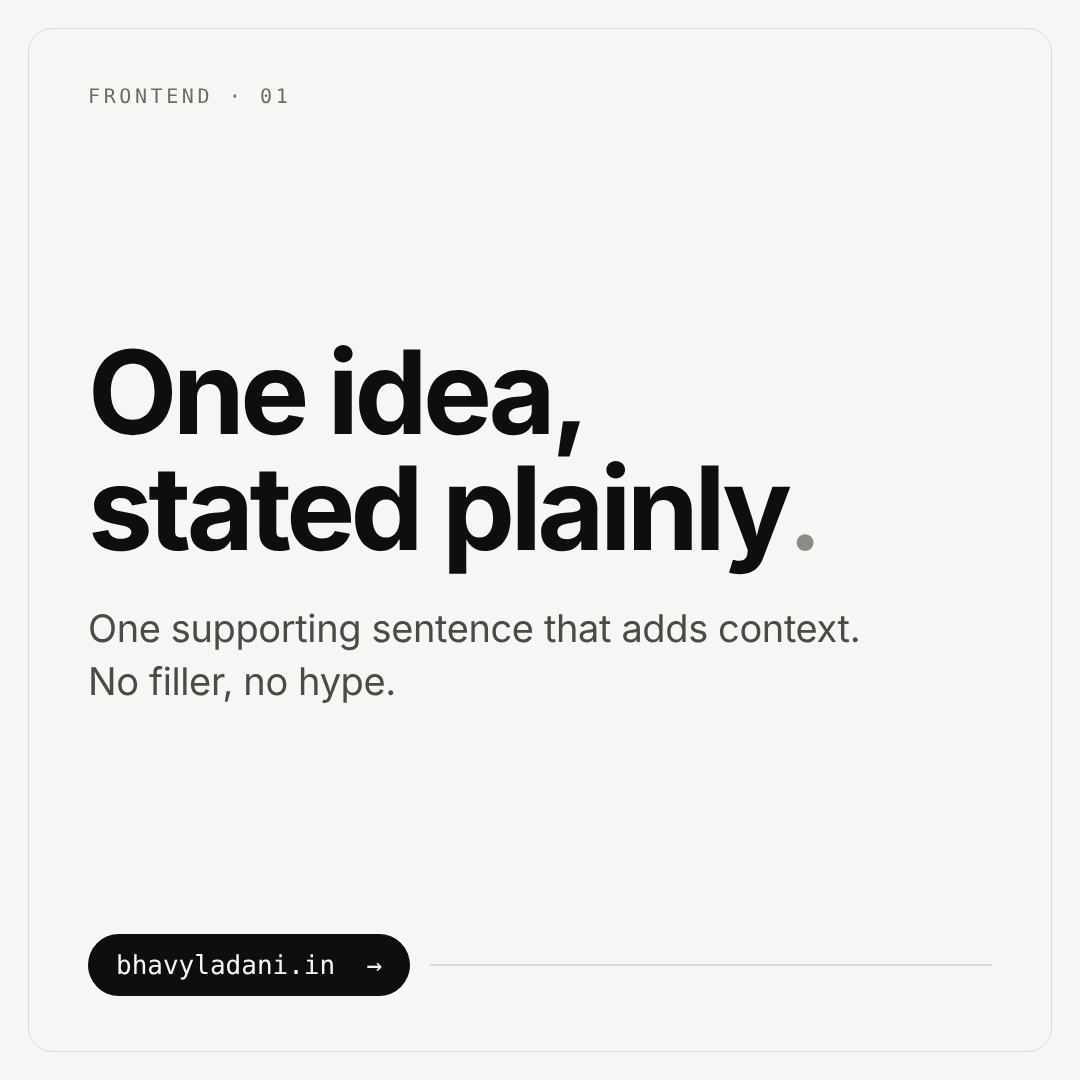 FRONTEND · 01
One idea,
stated plainly.
One supporting sentence that adds context.
No filler, no hype.
bhavyladani.in →